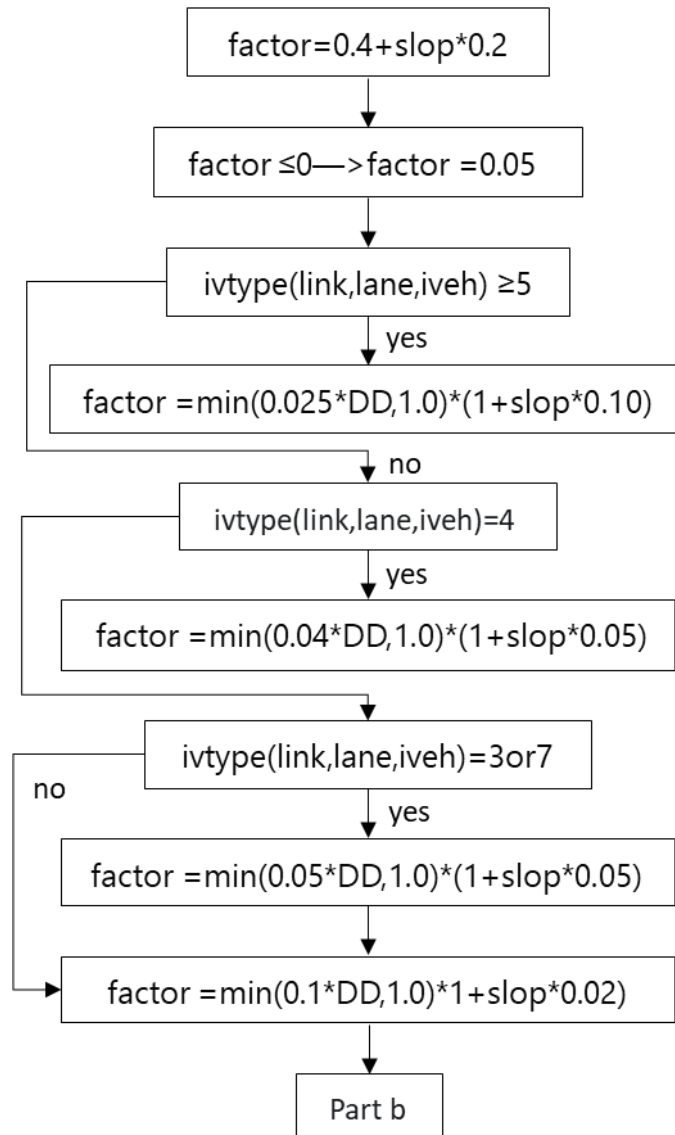 factor=0.4+slop*0.2
factor ≤0—>factor =0.05
ivtype(link,lane,iveh) ≥5
yes
factor =min(0.025*DD,1.0)*(1+slop*0.10)
no
ivtype(link,lane,iveh)=4
yes
factor =min(0.04*DD,1.0)*(1+slop*0.05)
ivtype(link,lane,iveh)=3or7
no
yes
factor =min(0.05*DD,1.0)*(1+slop*0.05)
factor =min(0.1*DD,1.0)*1+slop*0.02)
Part b